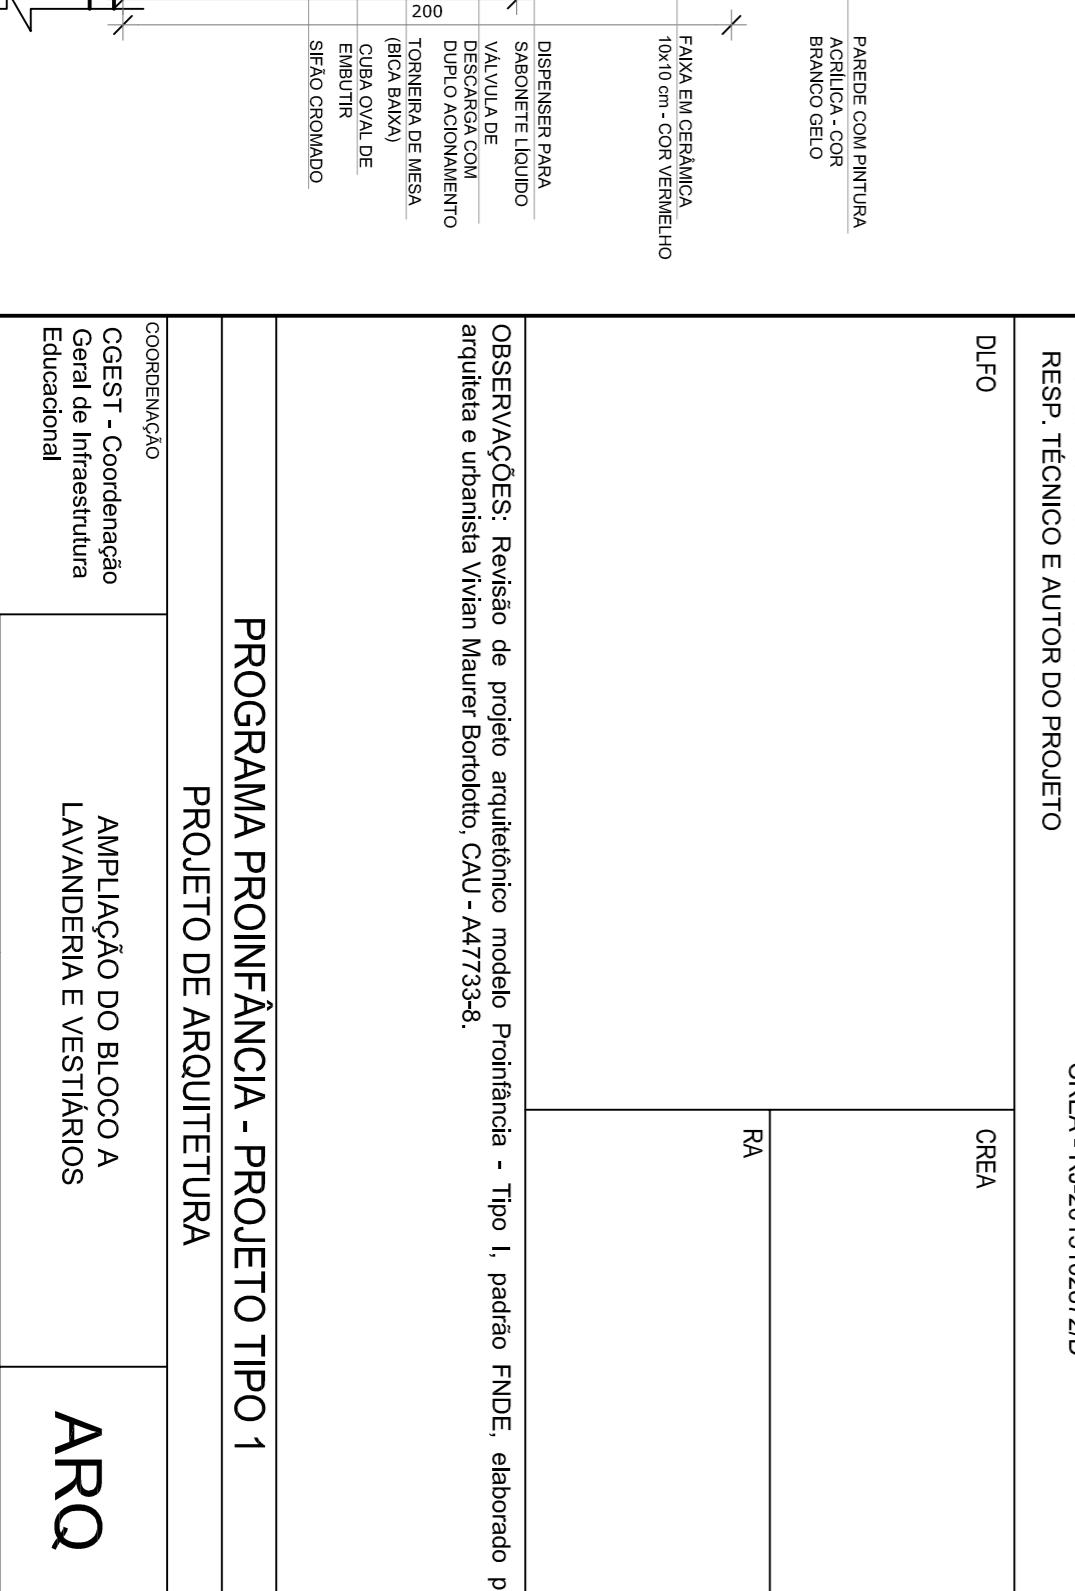 PAREDE COM PINTURA
ACRÍLICA - COR
BRANCO GELO
FAIXA EM CERÂMICA
10x10 cm - COR VERMELHO
DISPENSER PARA
SABONETE LÍQUIDO
VÁLVULA DE
DESCARGA COM
DUPLO ACIONAMENTO
TORNEIRA DE MESA
(BICA BAIXA)
CUBA OVAL DE
EMBUTIR
SIFÃO CROMADO
200
RESP. TÉCNICO E AUTOR DO PROJETO
DLFO
CREA
RA
OBSERVAÇÕES: Revisão de projeto arquitetônico modelo Proinfância - Tipo I, padrão FNDE, elaborado p
arquiteta e urbanista Vivian Maurer Bortolotto, CAU - A47733-8.
PROGRAMA PROINFÂNCIA - PROJETO TIPO 1
PROJETO DE ARQUITETURA
COORDENAÇÃO
CGEST - Coordenação
Geral de Infraestrutura
Educacional
AMPLIAÇÃO DO BLOCO A
LAVANDERIA E VESTIÁRIOS
ARQ